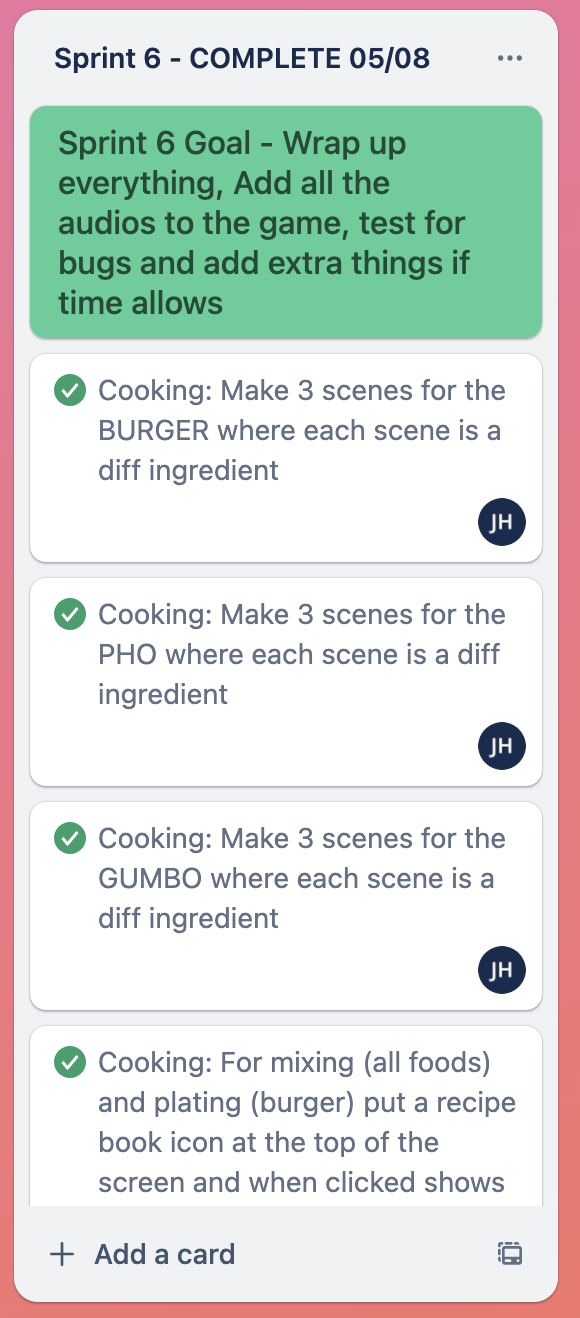 Sprint 6 - COMPLETE 05/08
Sprint 6 Goal - Wrap up
everything, Add all the
audios to the game, test for
bugs and add extra things if
time allows
Cooking: Make 3 scenes for the
BURGER where each scene is a
diff ingredient
JH
Cooking: Make 3 scenes for the
PHO where each scene is a diff
ingredient
JH
Cooking: Make 3 scenes for the
GUMBO where each scene is a
diff ingredient
JH
Cooking: For mixing (all foods)
and plating (burger) put a recipe
book icon at the top of the
screen and when clicked shows
Add a card